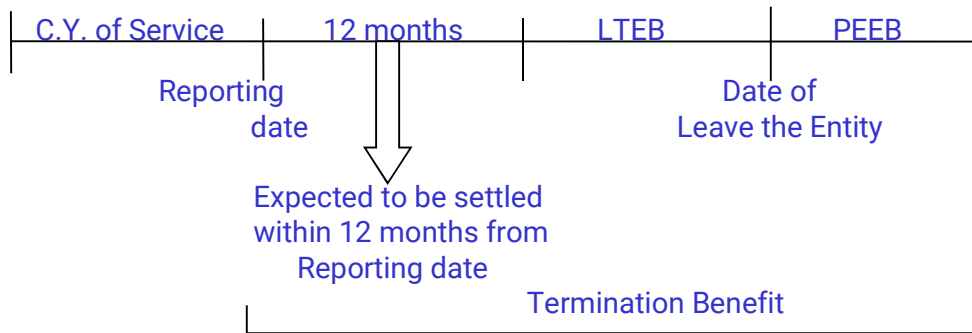 C.Y. of Service 12 months LTEB PEEB
Reporting
date
Date of
Leave the Entity
Expected to be settled
within 12 months from
Reporting date
Termination Benefit